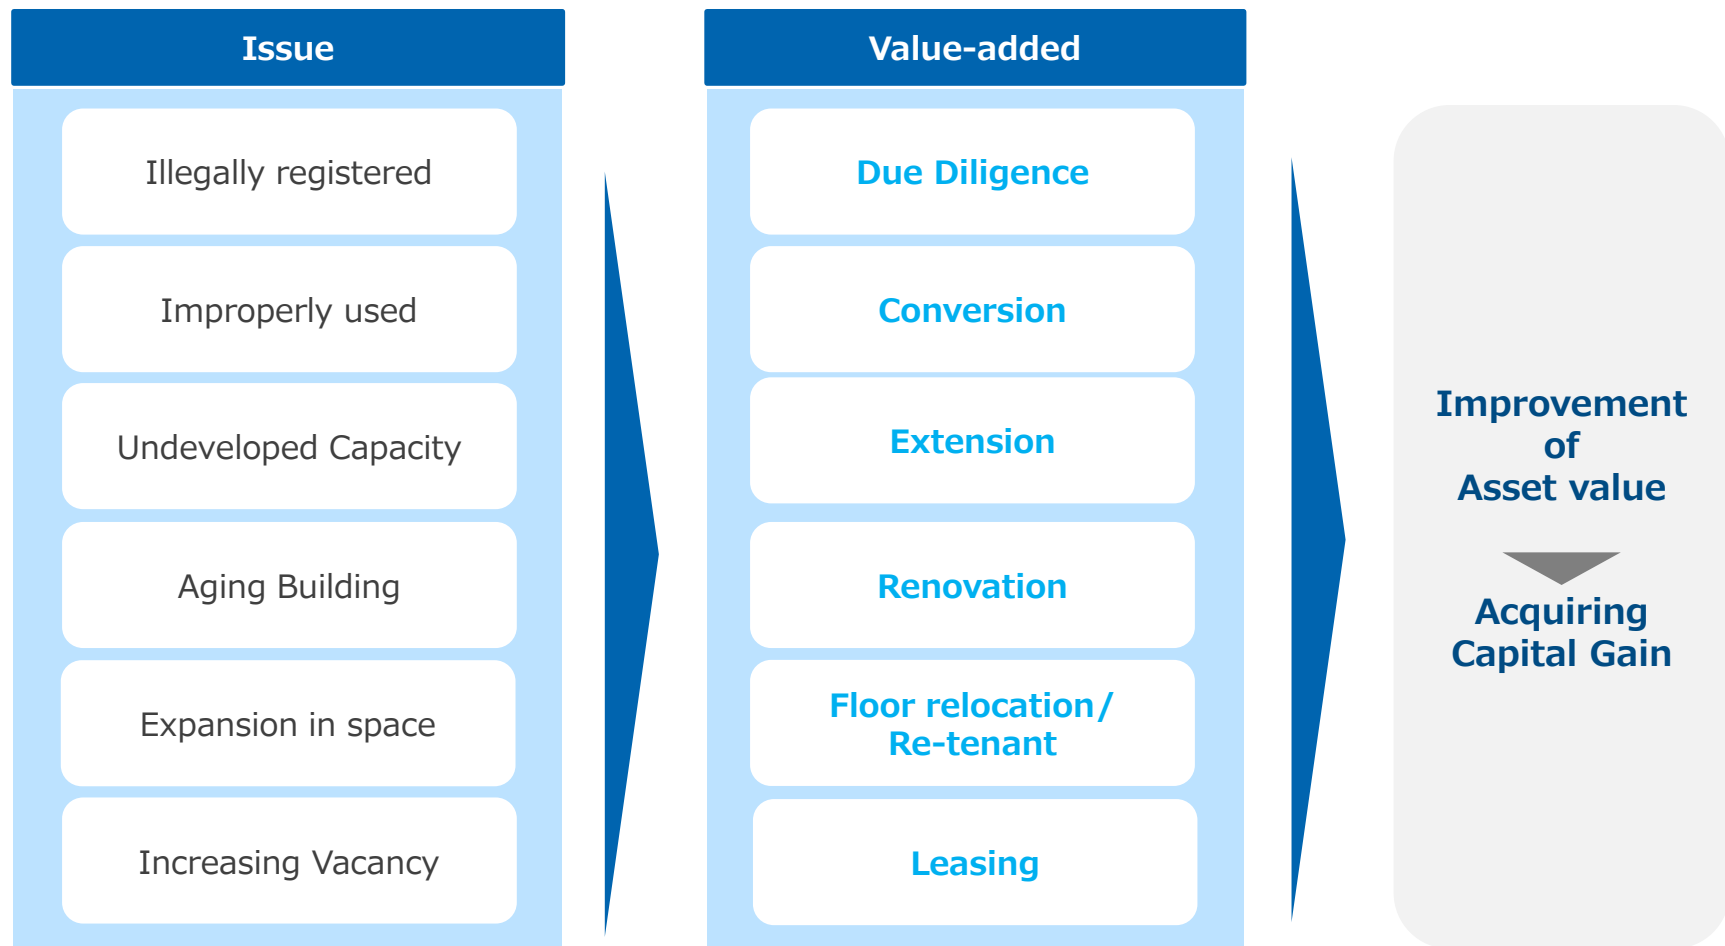 Issue
Illegally registered
Improperly used
Undeveloped Capacity
Aging Building
Expansion in space
Increasing Vacancy
Value-added
Due Diligence
Conversion
Extension
Renovation
Floor relocation/
Re-tenant
Leasing
Improvement
of
Asset value
Acquiring
Capital Gain